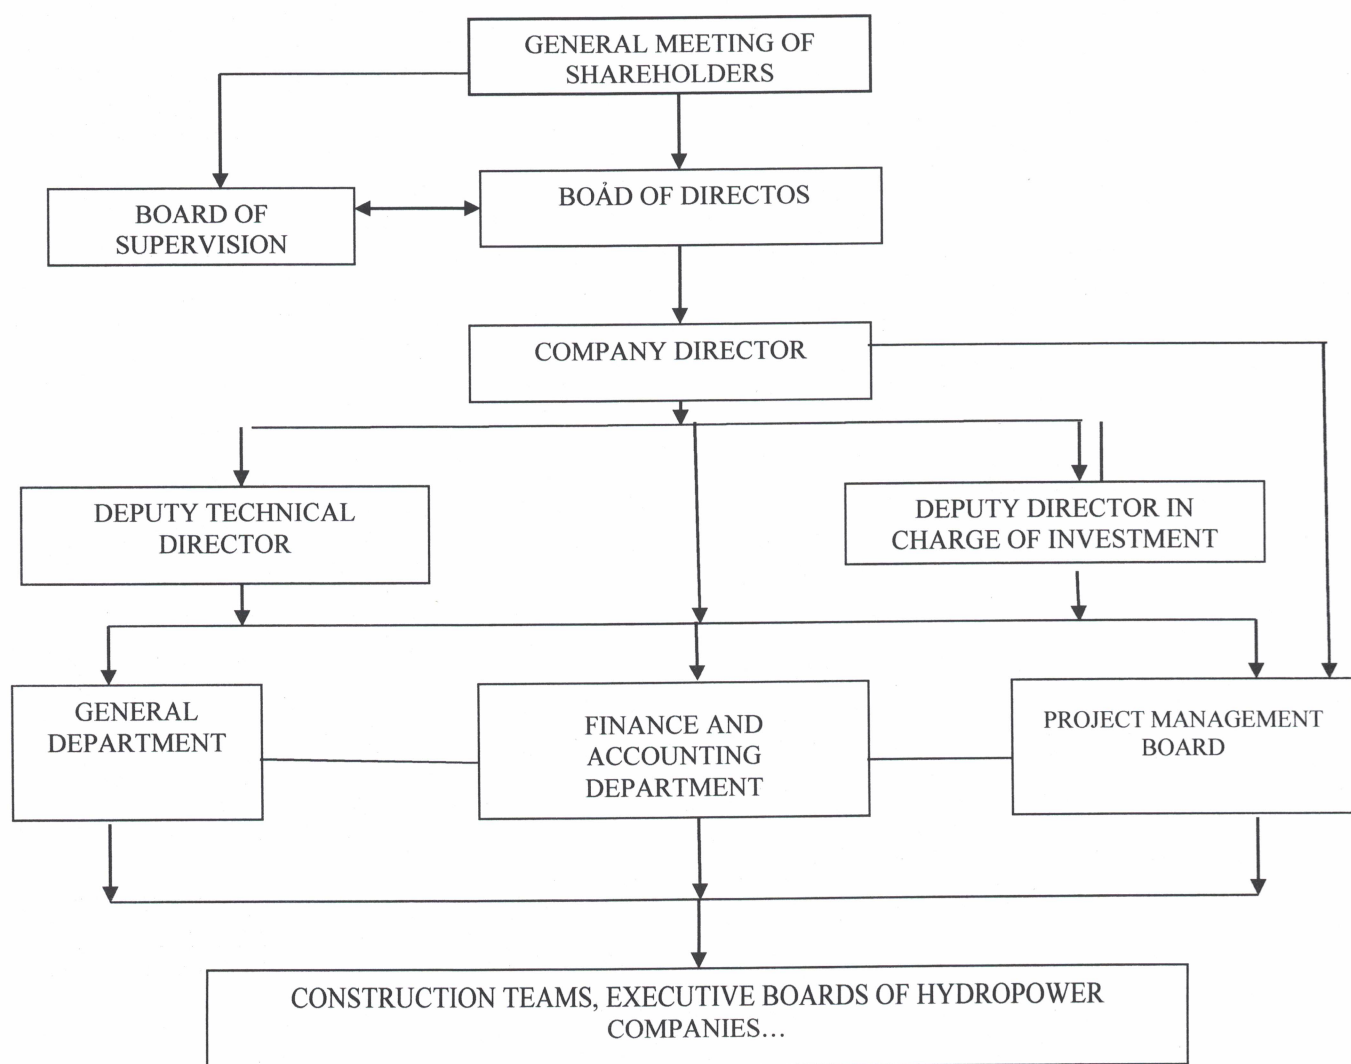 GENERAL MEETING OF
SHAREHOLDERS
BOARD OF
SUPERVISION
BOẢD OF DIRECTOS
COMPANY DIRECTOR
DEPUTY TECHNICAL
DIRECTOR
DEPUTY DIRECTOR IN
CHARGE OF INVESTMENT
GENERAL
DEPARTMENT
FINANCE AND
ACCOUNTING
DEPARTMENT
PROJECT MANAGEMENT
BOARD
CONSTRUCTION TEAMS, EXECUTIVE BOARDS OF HYDROPOWER
COMPANIES…